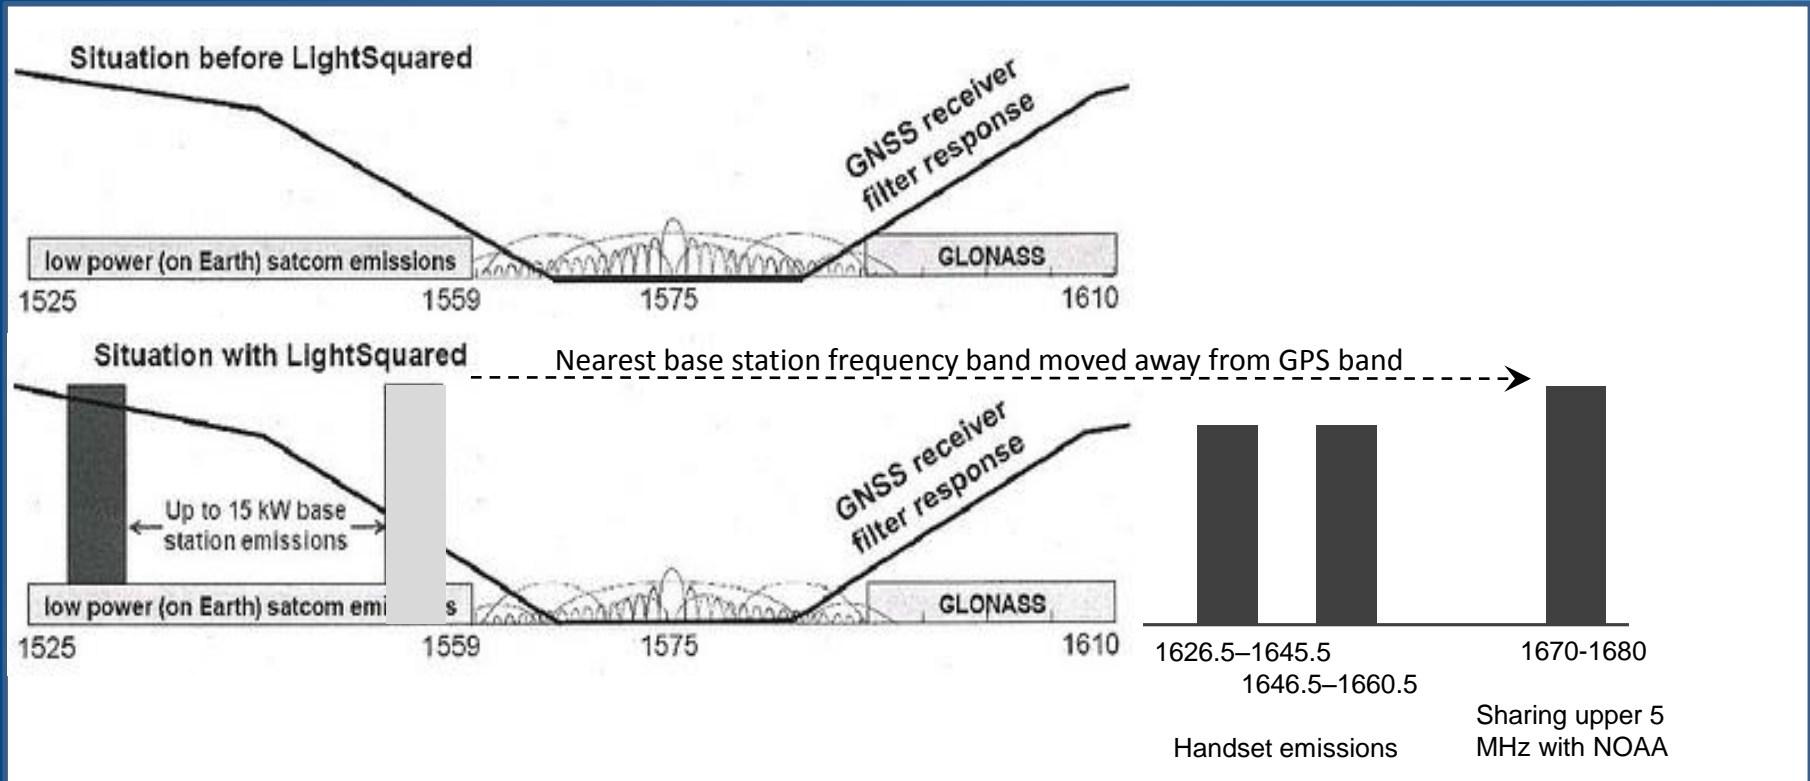 Situation before LightSquared
GNSS receiver
filter response
low power (on Earth) satcom emissions
GLONASS
1525
1559
1575
1610
Situation with LightSquared
Nearest base station frequency band moved away from GPS band
GNSS receiver
filter response
Up to 15 kW base
station emissions
low power (on Earth) satcom emi s
GLONASS
1525
1559
1575
1610
1626.5–1645.5
1646.5–1660.5
1670-1680
Handset emissions
Sharing upper 5
MHz with NOAA